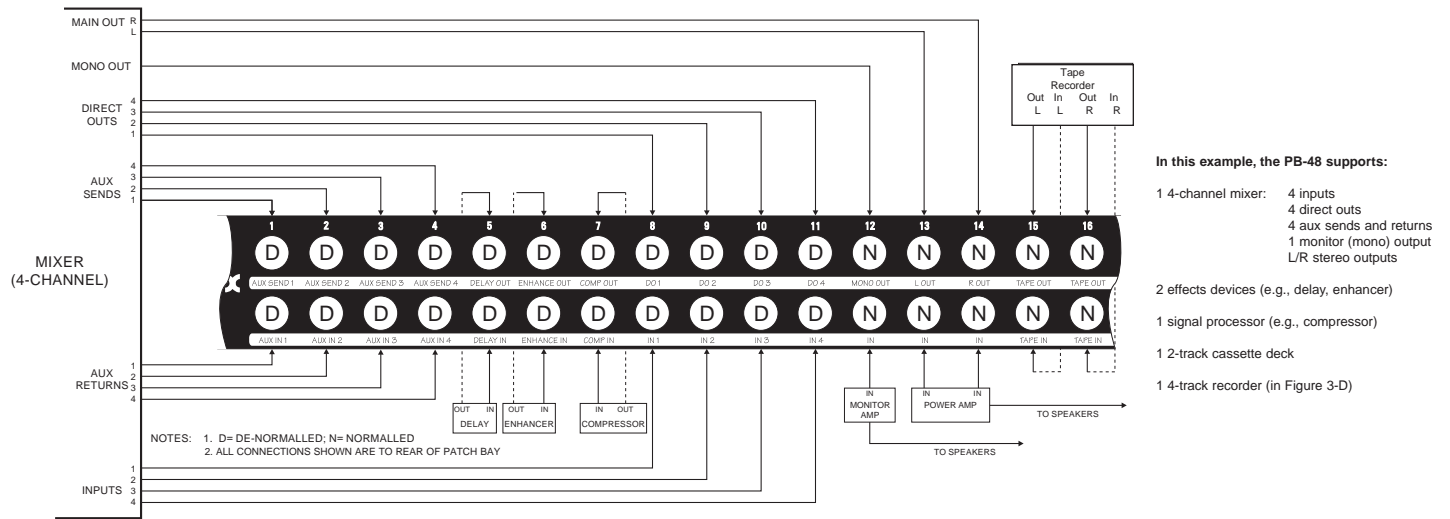 MAIN OUT R
L
MONO OUT
DIRECT OUTS
4
3
2
1
AUX SENDS
4
3
2
1
MIXER
(4-CHANNEL)
Tape
Recorder
Out In Out In
L L R R
1 2 3 4 5 6 7 8 9 10 11 12 13 14 15 16
D D D D D D D D D D D N N N N N
AUX SEND 1 AUX SEND 2 AUX SEND 3 AUX SEND 4 DELAY OUT ENHANCE OUT COMP OUT DO 1 DO 2 DO 3 DO 4 MONO OUT L OUT R OUT TAPE OUT TAPE OUT
D D D D D D D D D D D N N N N N
AUX IN 1 AUX IN 2 AUX IN 3 AUX IN 4 DELAY IN ENHANCE IN COMP IN IN 1 IN 2 IN 3 IN 4 IN IN IN TAPE IN TAPE IN
AUX
RETURNS
1
2
3
4
OUT IN
DELAY
OUT IN
ENHANCER
IN OUT
COMPRESSOR
IN
MONITOR
AMP
IN IN
POWER AMP
TO SPEAKERS
TO SPEAKERS
NOTES: 1. D= DE-NORMALLED; N= NORMALLED
2. ALL CONNECTIONS SHOWN ARE TO REAR OF PATCH BAY
INPUTS
1
2
3
4
In this example, the PB-48 supports:
1 4-channel mixer: 4 inputs
4 direct outs
4 aux sends and returns
1 monitor (mono) output
L/R stereo outputs
2 effects devices (e.g., delay, enhancer)
1 signal processor (e.g., compressor)
1 2-track cassette deck
1 4-track recorder (in Figure 3-D)